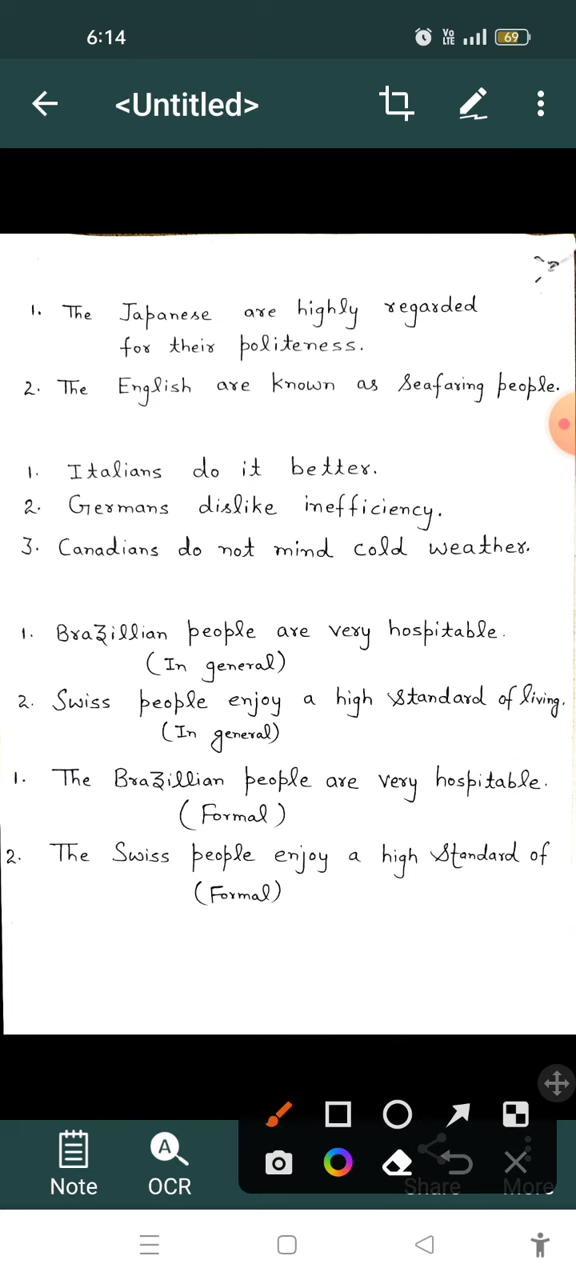 6:14
Vo
LTE
69
<Untitled>
1. The Japanese are highly regarded
for their politeness.
2. The English are known as seafaring people.
1. Italians do it better.
2. Germans dislike inefficiency.
3. Canadians do not mind cold weather.
1. Brazillian people are very hospitable.
(In general)
2. Swiss people enjoy a high standard of living.
(In general)
1. The Brazillian people are very hospitable.
(Formal)
2. The Swiss people enjoy a high standard of
(Formal)
A
Note
OCR
Share
More